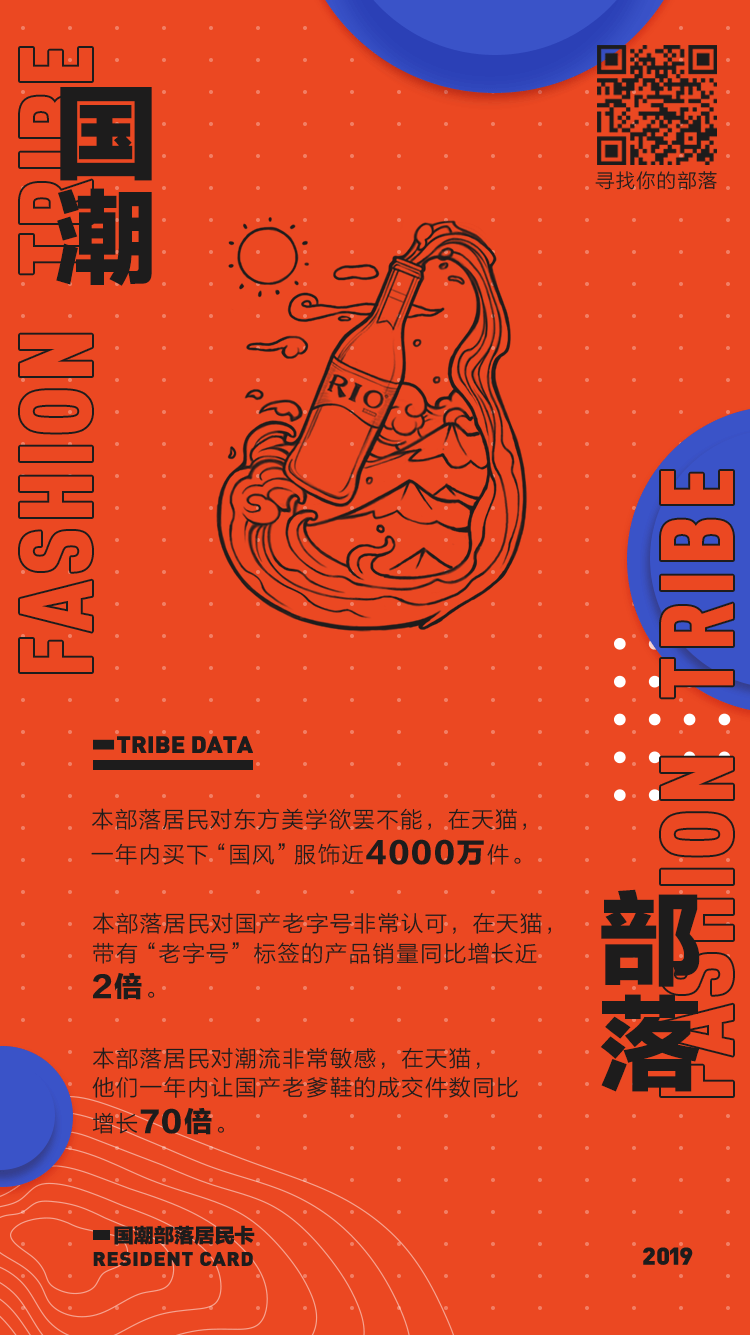 FASHION TRIBE
国潮
寻找你的部落
RIO
FASHION TRIBE
部落
TRIBE DATA
本部落居民对东方美学欲罢不能，在天猫，
一年内买下“国风”服饰近4000万件。
本部落居民对国产老字号非常认可，在天猫，
带有“老字号”标签的产品销量同比增长近
2倍。
本部落居民对潮流非常敏感，在天猫，
他们一年内让国产老爹鞋的成交件数同比
增长70倍。
国潮部落居民卡
RESIDENT CARD
2019